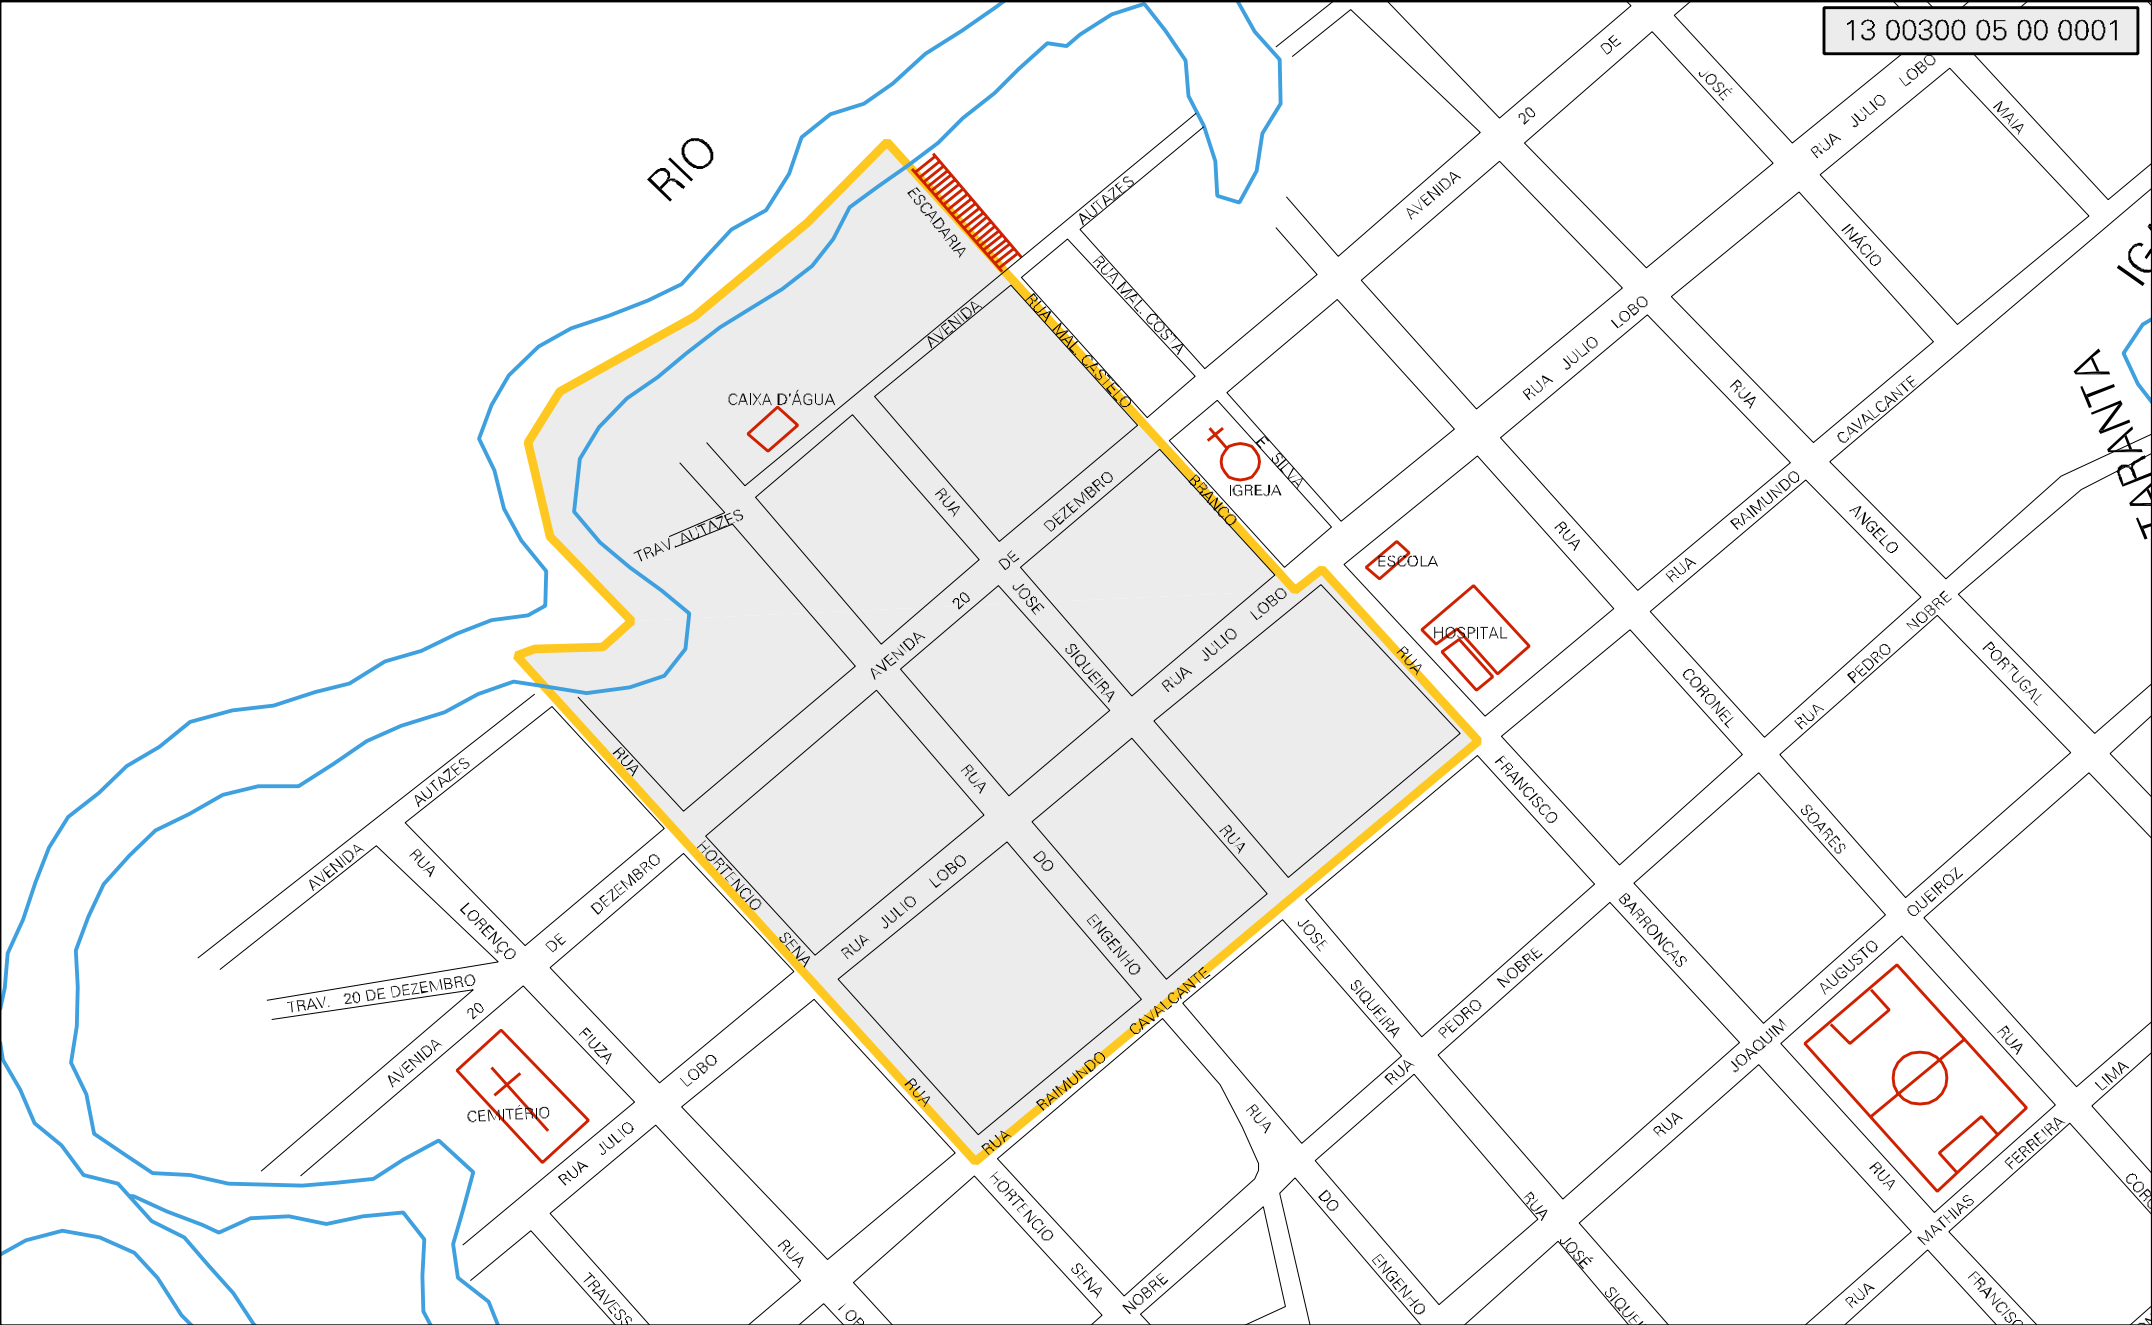 13 00300 05 00 0001
RIO
DE
JOSÉ
LOBO
JULIO
RUA
MAIA
20
AVENIDA
AUTAZES
ESCADARIA
INÁCIO
RUA MAL. COSTA
E SILVA
RUA MAL. CASTELO
BRANCO
AVENIDA
CAIXA D'ÁGUA
RUA JULIO LOBO
RUA
CAVALCANTE
TARANTA
IGREJA
DEZEMBRO
RUA
TRAV. AUTAZES
DE
20
AVENIDA
JOSE
SIQUEIRA
RUA JULIO LOBO
ESCOLA
HOSPITAL
RUA
RUA
RAIMUNDO
RUA
ANGELO
NOBRE
PEDRO
RUA
PORTUGAL
CORONEL
RUA
HORTENCIO
SENA
RUA
RUA
DO
ENGENHO
RUA
RUA JULIO LOBO
FRANCISCO
BARRONCAS
SOARES
QUEIROZ
AUGUSTO
JOAQUIM
RUA
AUTAZES
AVENIDA
RUA
LORENÇO
FIUZA
DEZEMBRO
DE
20
AVENIDA
TRAV. 20 DE DEZEMBRO
CEMITÉRIO
LOBO
JULIO
RUA
RUA
RAIMUNDO
CAVALCANTE
JOSE
SIQUEIRA
NOBRE
PEDRO
RUA
RUA
DO
ENGENHO
RUA
JOSÉ
RUA
LIMA
FERREIRA
MATHIAS
RUA
RUA
HORTENCIO
SENA
NOBRE
RUA